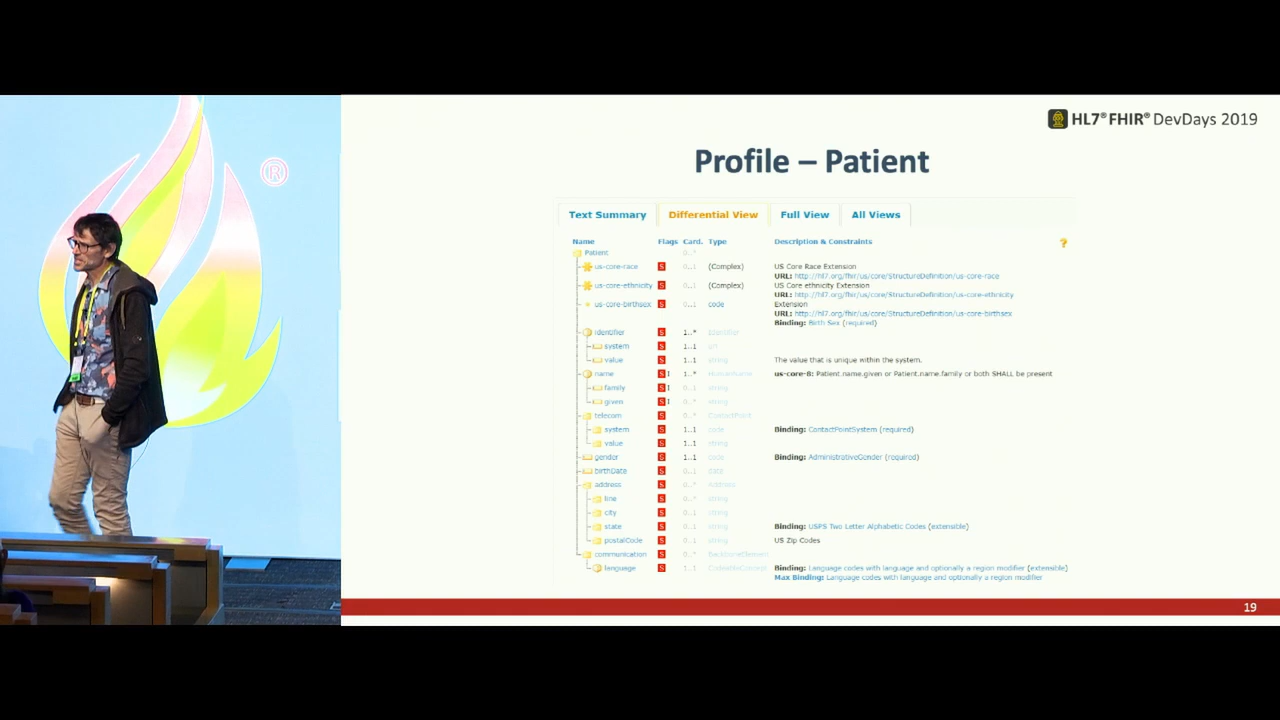 ®
HL7® FHIR® DevDays 2019
Profile – Patient
Text Summary Differential View Full View All Views
Name Flags Card. Type Description & Constraints ?
Patient 0..*
us-core-race S 0..1 (Complex) US Core Race Extension
URL: http://hl7.org/fhir/us/core/StructureDefinition/us-core-race
us-core-ethnicity S 0..1 (Complex) US Core ethnicity Extension
URL: http://hl7.org/fhir/us/core/StructureDefinition/us-core-ethnicity
us-core-birthsex S 0..1 code Extension
URL: http://hl7.org/fhir/us/core/StructureDefinition/us-core-birthsex
Binding: Birth Sex (required)
identifier S 1..* Identifier
system S 1..1 uri
value S 1..1 string The value that is unique within the system.
name S I 1..* HumanName us-core-8: Patient.name.given or Patient.name.family or both SHALL be present
family S I 0..1 string
given S I 0..* string
telecom S 0..* ContactPoint
system S 1..1 code Binding: ContactPointSystem (required)
value S 1..1 string
gender S 1..1 code Binding: AdministrativeGender (required)
birthDate S 0..1 date
address S 0..* Address
line S 0..* string
city S 0..1 string
state S 0..1 string Binding: USPS Two Letter Alphabetic Codes (extensible)
postalCode S 0..1 string US Zip Codes
communication S 0..* BackboneElement
language S 1..1 CodeableConcept Binding: Language codes with language and optionally a region modifier (extensible)
Max Binding: Language codes with language and optionally a region modifier
19